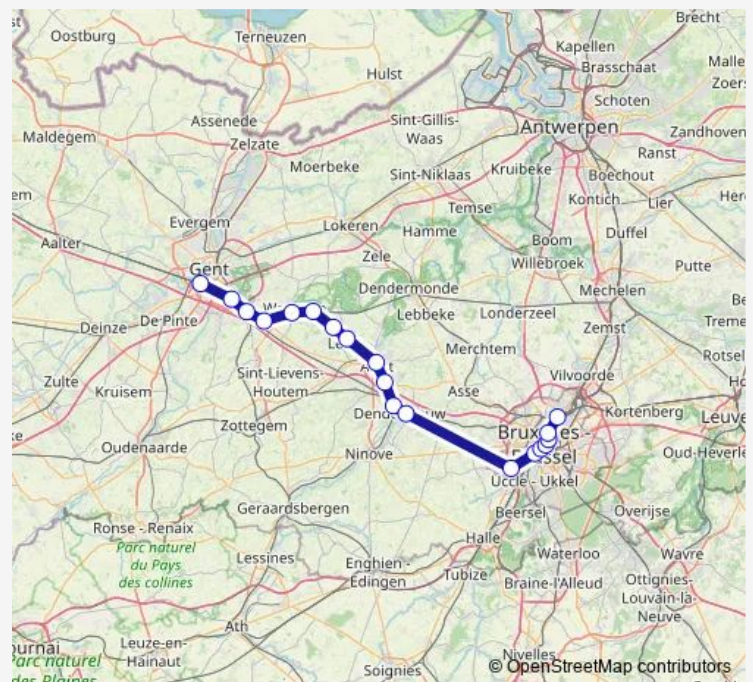 Oostburg
Terneuzen
Brecht
Kapellen
Brasschaat
Hulst
Schoten
Assenede
Sint-Gillis-
Waas
Antwerpen
Zandhoven
Maldegem
Zelzate
Ranst
Moerbeke
Sint-Niklaas
Kruibeke
Boechout
Kontich
Lier
Temse
Evergem
Lokeren
Hamme
Duffel
Aalter
Boom
Willebroek
Zele
Putte
Gent
Dendermonde
Mechelen
Lebbeke
Londerzeel
De Pinte
Deinze
Zemst
Merchtem
Sint-Lievens-
Houtem
Vilvoorde
Zulte
Kruisem
Asse
Kortenberg
Zottegem
Oudenaarde
Ninove
Uccle - Ukkel
Geraardsbergen
Beersel
Overijse
Ronse - Renaix
Halle
Parc naturel
du Pays
des collines
Lessines
Enghien -
Edingen
Tubize
Waterloo
Wavre
Braine-l'Alleud
Ottignies-
Louvain-la-
Neuve
Ath
Leuze-en-
Hainaut
Nivelles
Soignies
© OpenStreetMap contributors